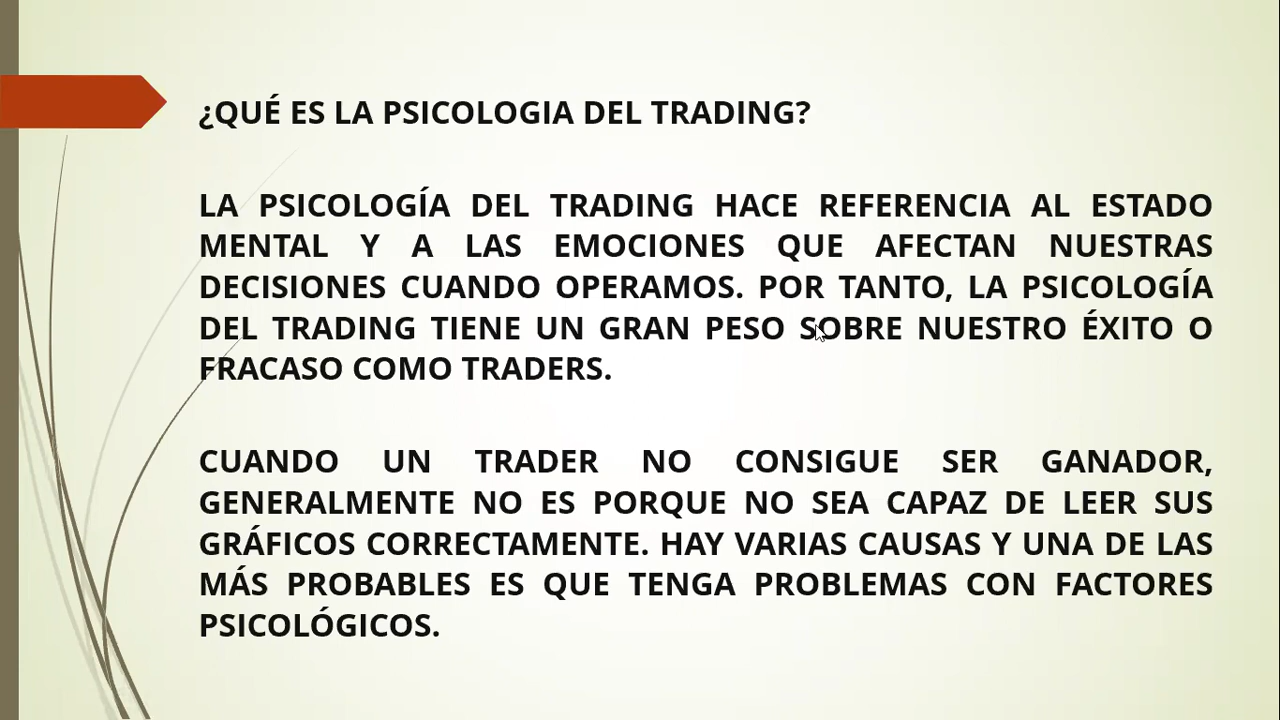 ¿QUÉ ES LA PSICOLOGIA DEL TRADING?
LA PSICOLOGÍA DEL TRADING HACE REFERENCIA AL ESTADO
MENTAL Y A LAS EMOCIONES QUE AFECTAN NUESTRAS
DECISIONES CUANDO OPERAMOS. POR TANTO, LA PSICOLOGÍA
DEL TRADING TIENE UN GRAN PESO SOBRE NUESTRO ÉXITO O
FRACASO COMO TRADERS.
CUANDO UN TRADER NO CONSIGUE SER GANADOR,
GENERALMENTE NO ES PORQUE NO SEA CAPAZ DE LEER SUS
GRÁFICOS CORRECTAMENTE. HAY VARIAS CAUSAS Y UNA DE LAS
MÁS PROBABLES ES QUE TENGA PROBLEMAS CON FACTORES
PSICOLÓGICOS.